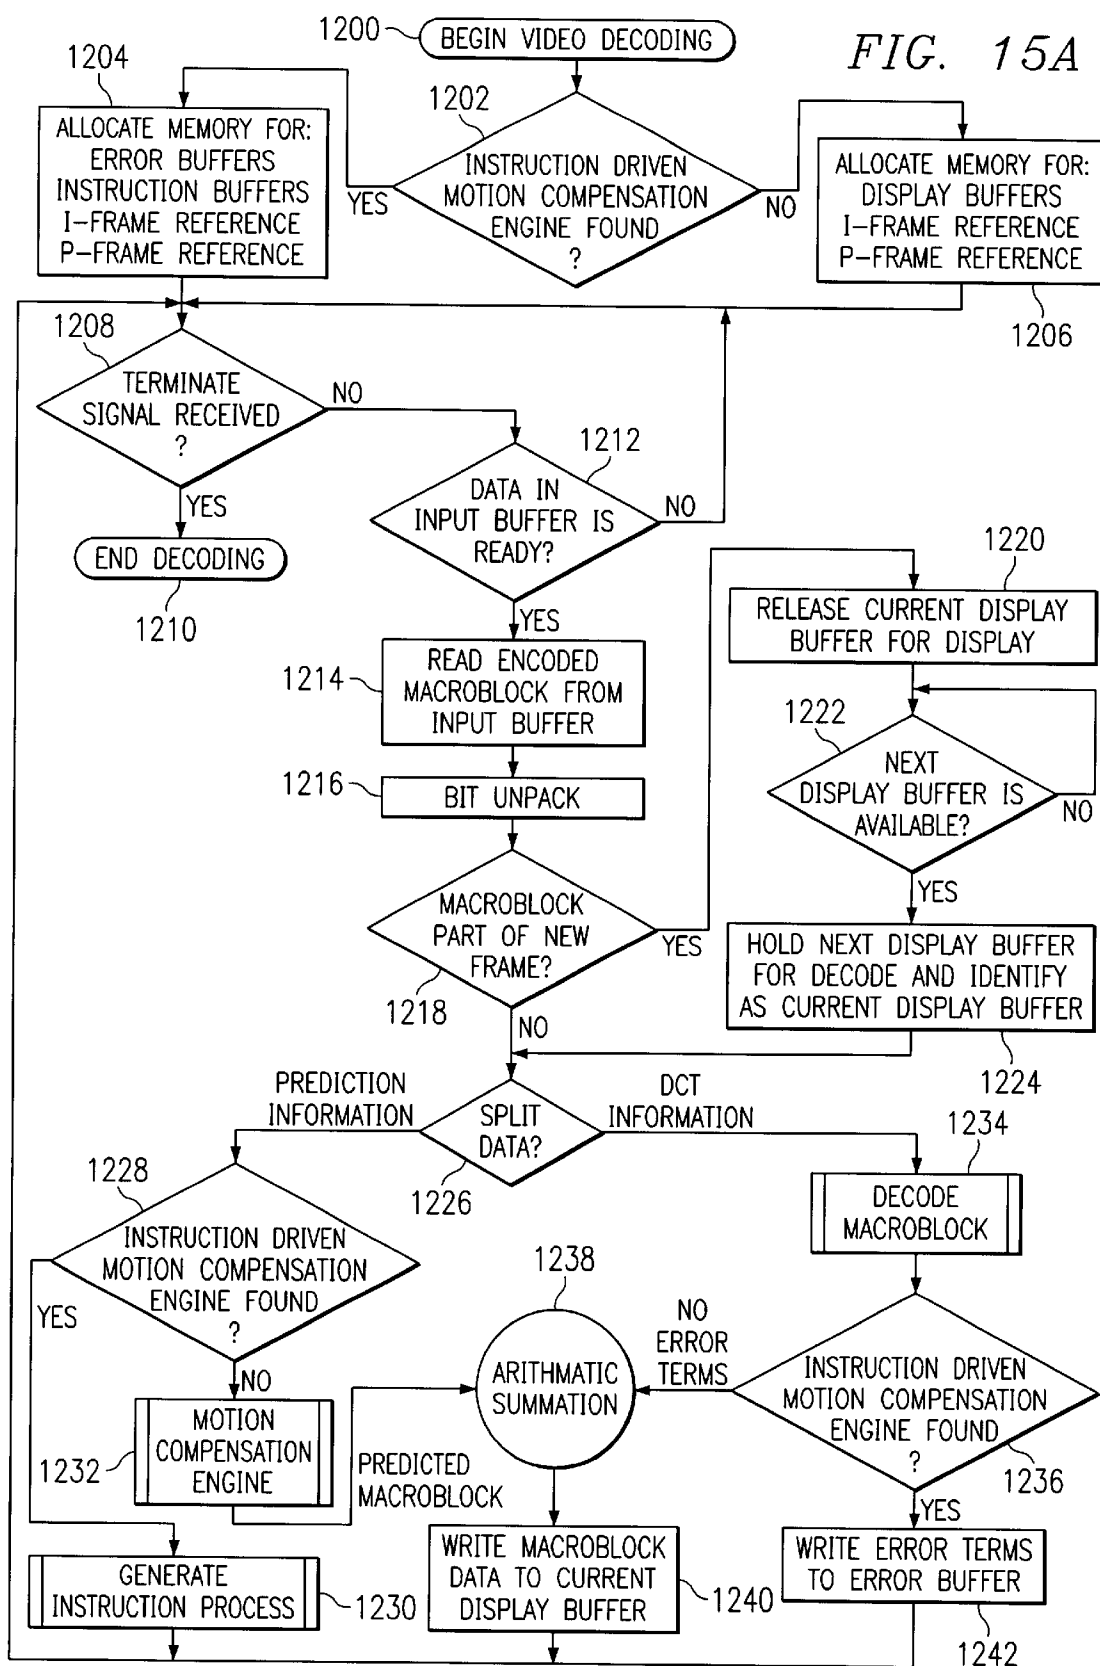 FIG. 15A
1200
BEGIN VIDEO DECODING
1202
INSTRUCTION DRIVEN
MOTION COMPENSATION
ENGINE FOUND
?
YES
NO
1204
ALLOCATE MEMORY FOR:
ERROR BUFFERS
INSTRUCTION BUFFERS
I-FRAME REFERENCE
P-FRAME REFERENCE
ALLOCATE MEMORY FOR:
DISPLAY BUFFERS
I-FRAME REFERENCE
P-FRAME REFERENCE
1206
1208
TERMINATE
SIGNAL RECEIVED
?
NO
YES
END DECODING
1210
1212
DATA IN
INPUT BUFFER IS
READY?
NO
YES
1214
READ ENCODED
MACROBLOCK FROM
INPUT BUFFER
1216
BIT UNPACK
MACROBLOCK
PART OF NEW
FRAME?
1218
YES
NO
1220
RELEASE CURRENT DISPLAY
BUFFER FOR DISPLAY
1222
NEXT
DISPLAY BUFFER IS
AVAILABLE?
NO
YES
HOLD NEXT DISPLAY BUFFER
FOR DECODE AND IDENTIFY
AS CURRENT DISPLAY BUFFER
1224
PREDICTION
INFORMATION
SPLIT
DATA?
1226
DCT
INFORMATION
1228
INSTRUCTION DRIVEN
MOTION COMPENSATION
ENGINE FOUND
?
YES
NO
1232
MOTION
COMPENSATION
ENGINE
PREDICTED
MACROBLOCK
GENERATE
INSTRUCTION PROCESS
1230
1234
DECODE
MACROBLOCK
1238
ARITHMATIC
SUMMATION
NO
ERROR
TERMS
INSTRUCTION DRIVEN
MOTION COMPENSATION
ENGINE FOUND
?
1236
YES
WRITE MACROBLOCK
DATA TO CURRENT
DISPLAY BUFFER
1240
WRITE ERROR TERMS
TO ERROR BUFFER
1242